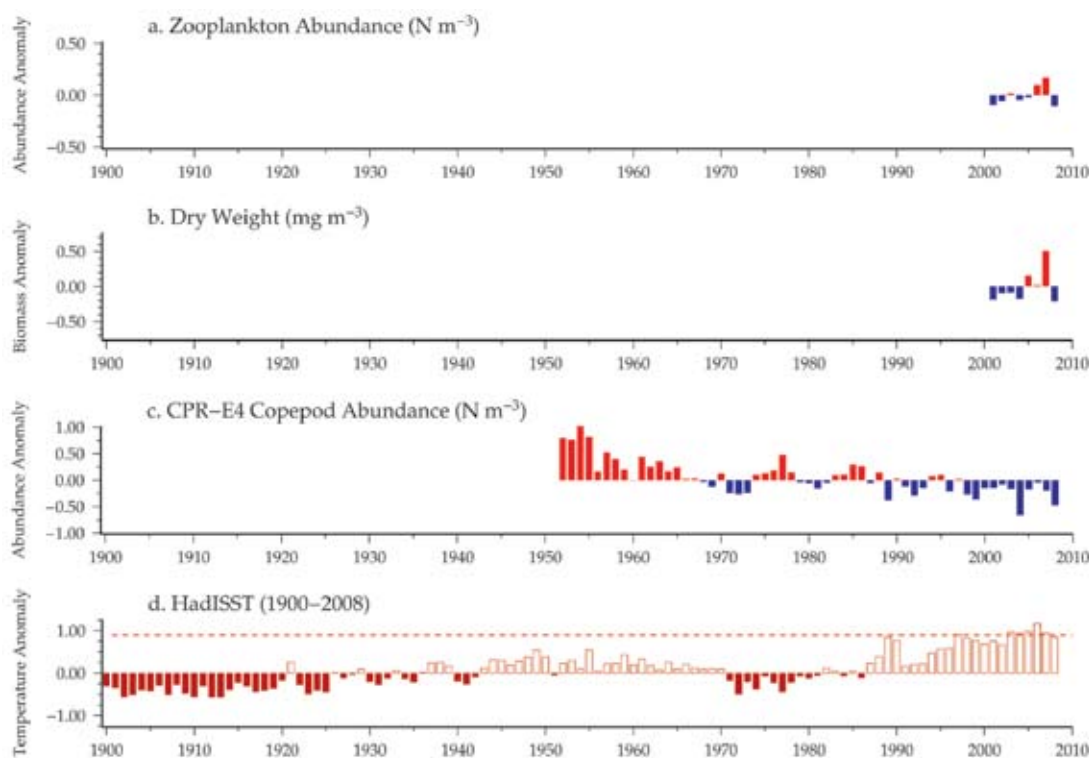 a. Zooplankton Abundance (N m⁻³)
Abundance Anomaly
0.50
0.00
−0.50
1900 1910 1920 1930 1940 1950 1960 1970 1980 1990 2000 2010
b. Dry Weight (mg m⁻³)
Biomass Anomaly
0.50
0.00
−0.50
1900 1910 1920 1930 1940 1950 1960 1970 1980 1990 2000 2010
c. CPR–E4 Copepod Abundance (N m⁻³)
Abundance Anomaly
1.00
0.50
0.00
−0.50
−1.00
1900 1910 1920 1930 1940 1950 1960 1970 1980 1990 2000 2010
d. HadISST (1900–2008)
Temperature Anomaly
1.00
0.00
−1.00
1900 1910 1920 1930 1940 1950 1960 1970 1980 1990 2000 2010